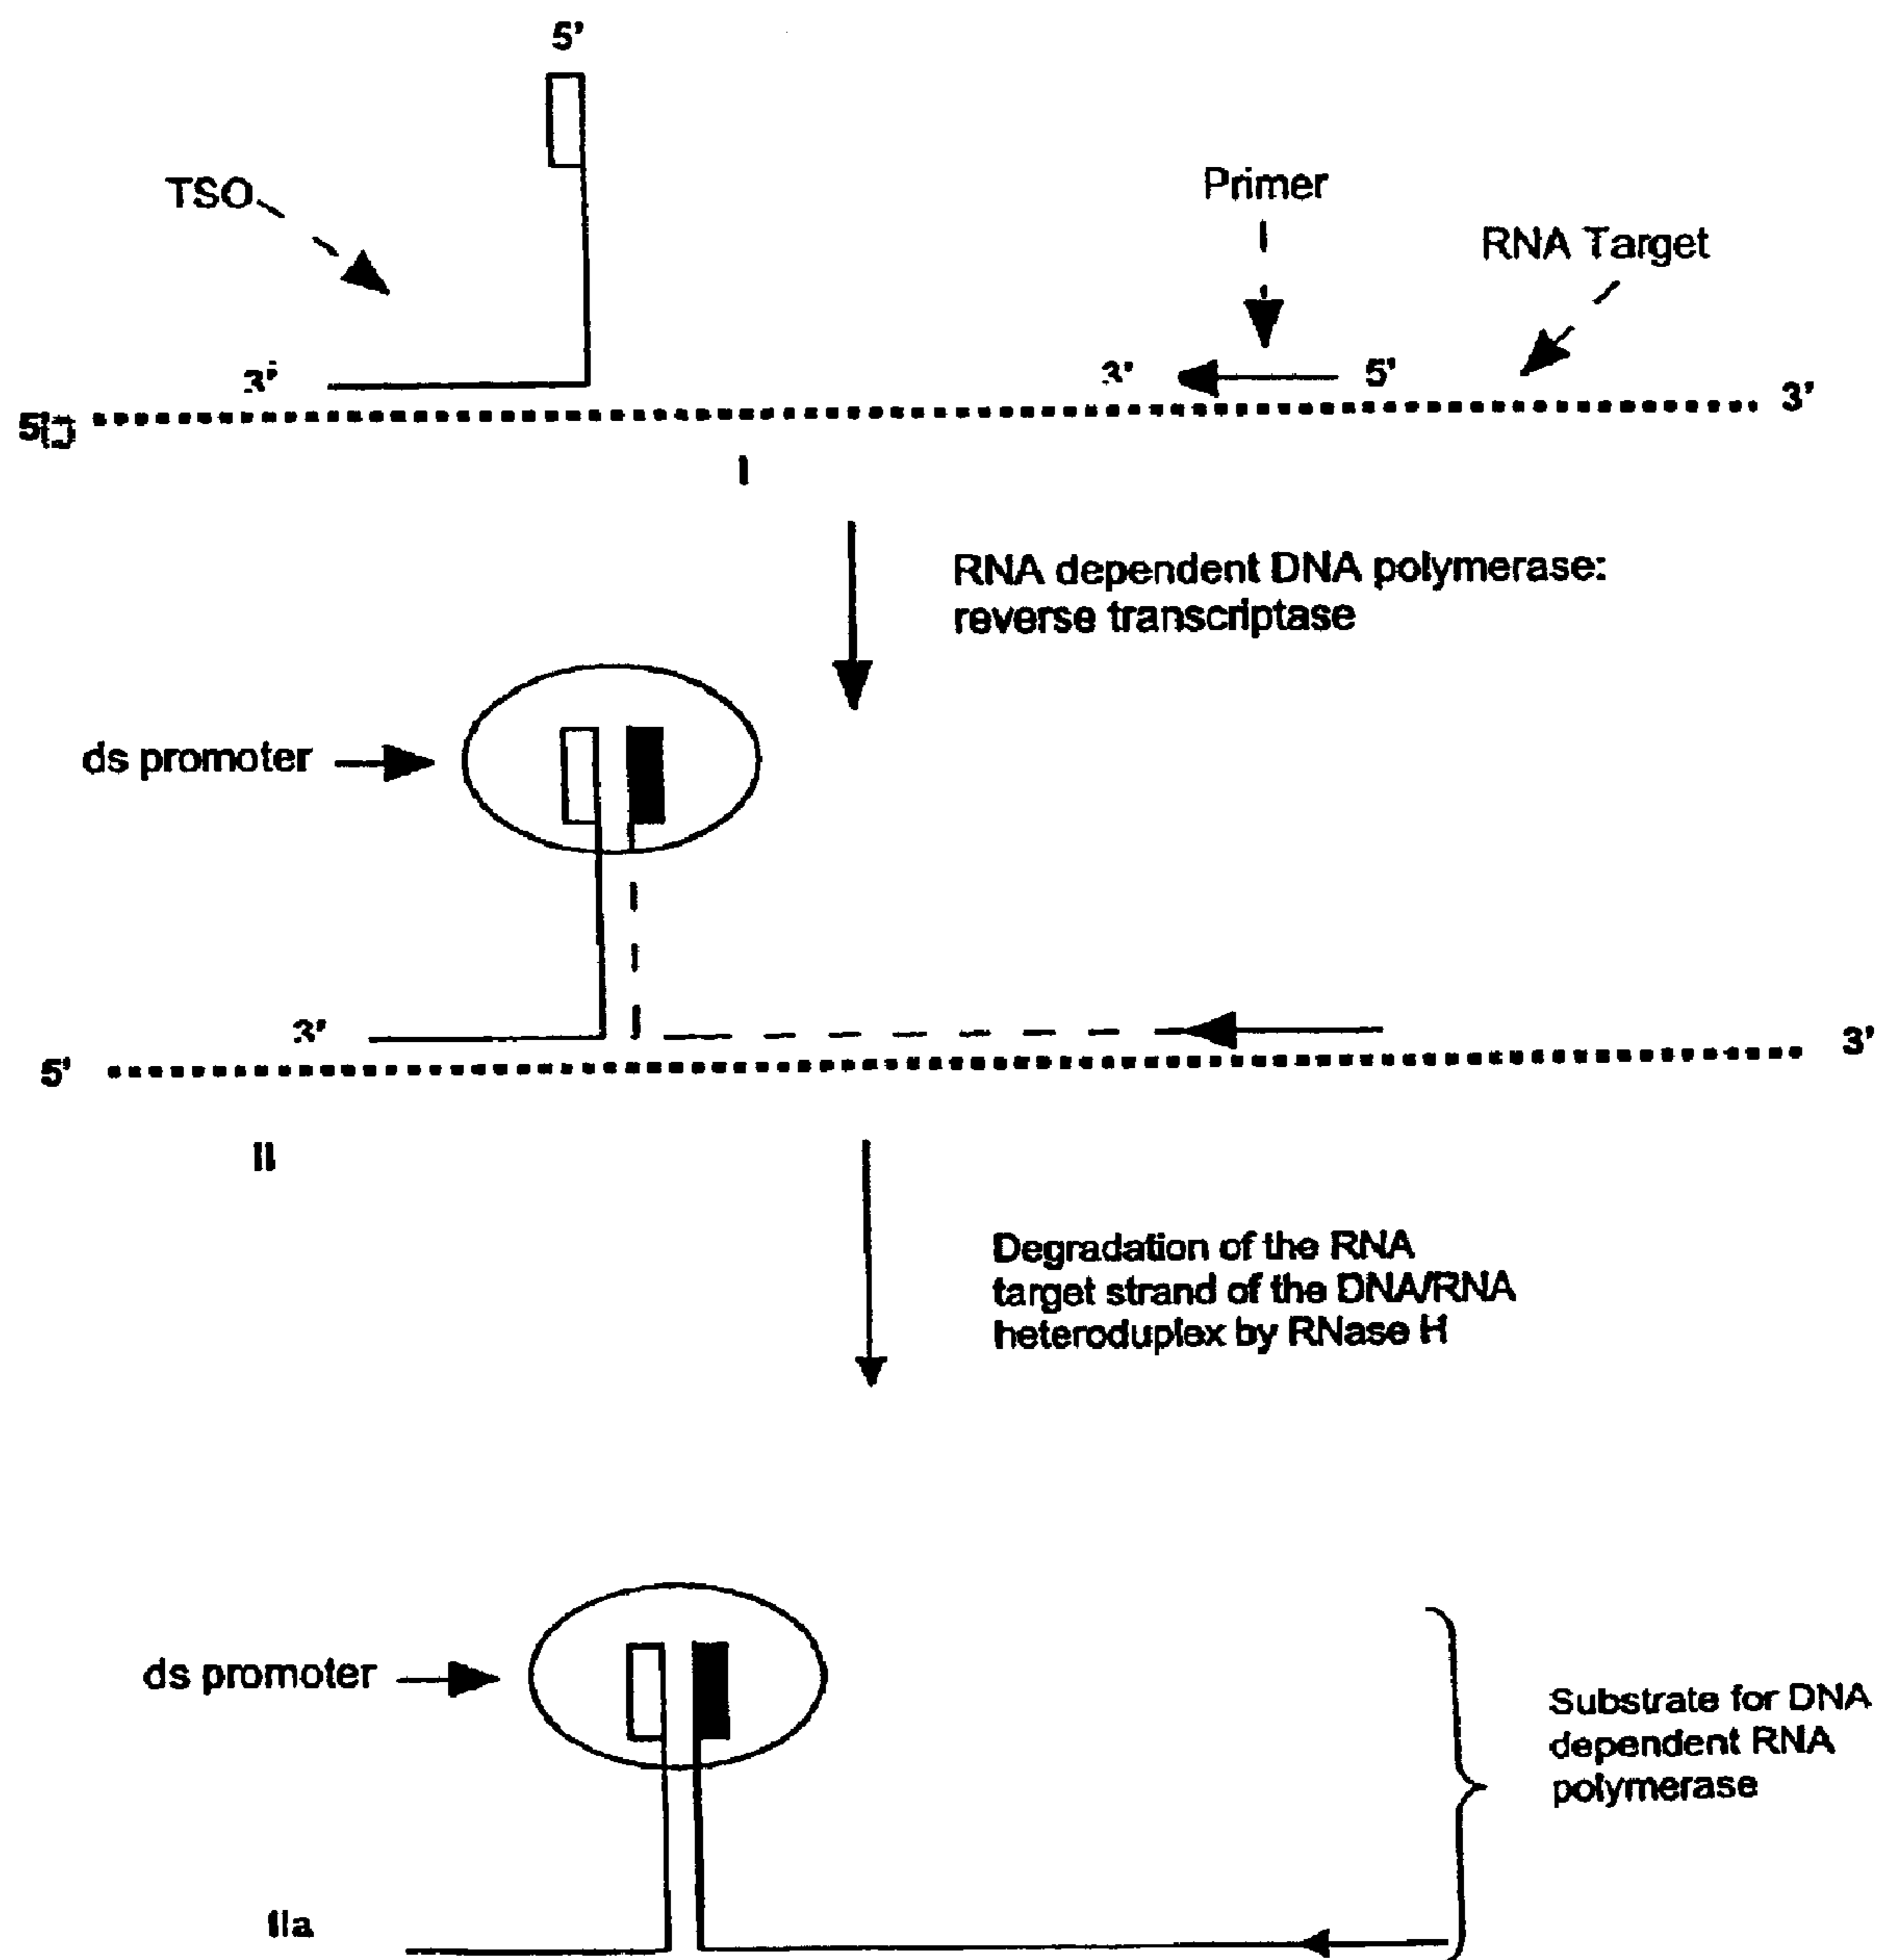 5'
TSO
Primer
RNA Target
3'
3'
5'
3'
I
RNA dependent DNA polymerase:
reverse transcriptase
ds promoter
3'
3'
5'
II
Degradation of the RNA
target strand of the DNA/RNA
heteroduplex by RNase H
ds promoter
Substrate for DNA
dependent RNA
polymerase
IIa